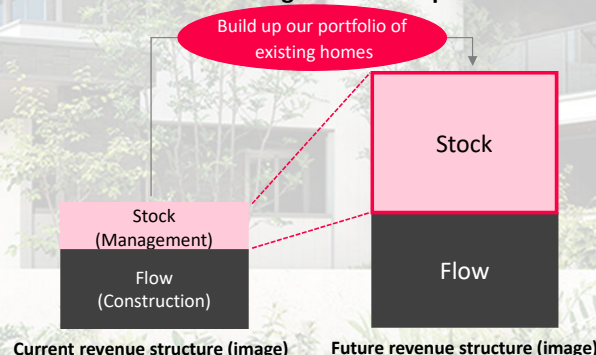 Build up our portfolio of
existing homes
Stock
Stock
(Management)
Flow
(Construction)
Flow
Current revenue structure (image)
Future revenue structure (image)